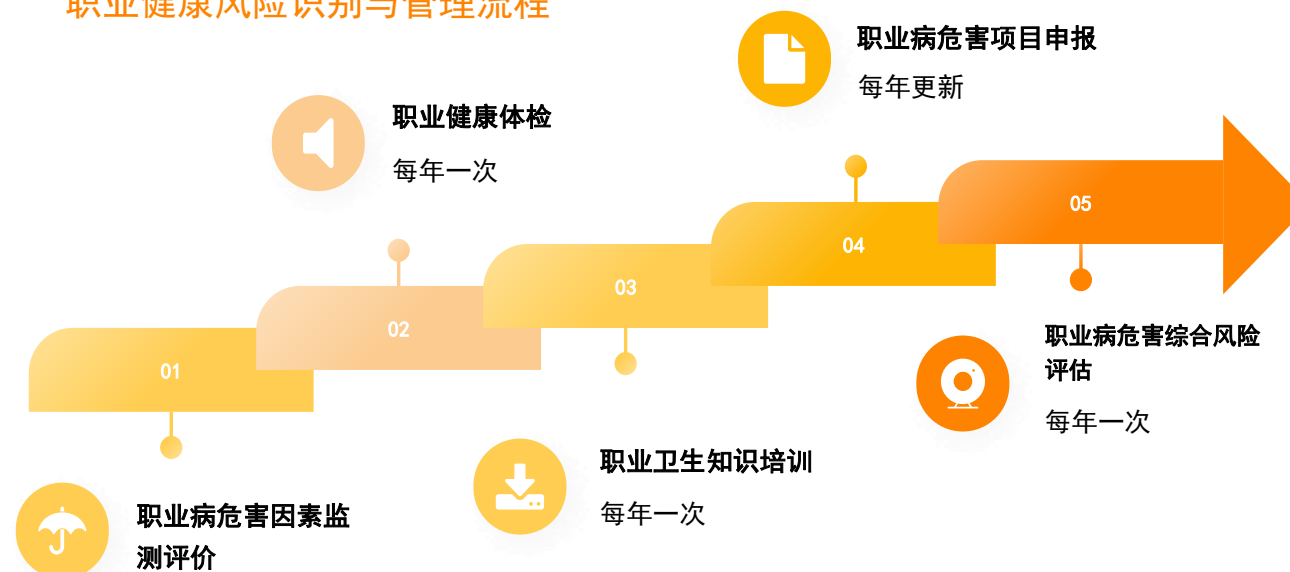 职业健康风险识别与管理流程
01
职业病危害因素监
测评价
02
职业健康体检
每年一次
03
职业卫生知识培训
每年一次
04
职业病危害项目申报
每年更新
05
职业病危害综合风险
评估
每年一次